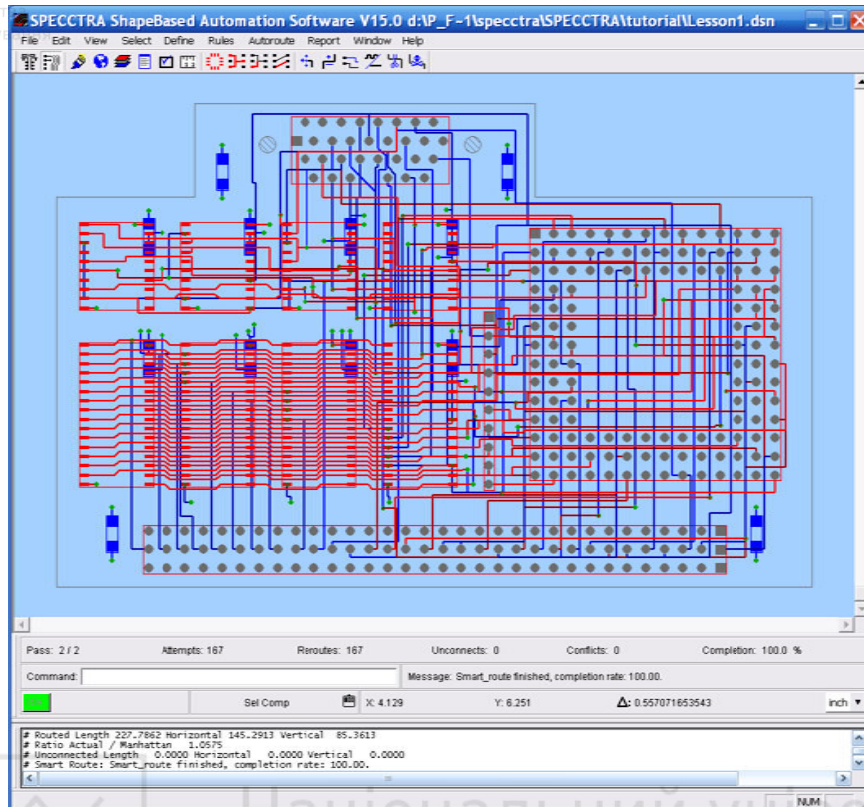 SPECCTRA ShapeBased Automation Software V15.0 d:\P_F~1\specctra\SPECCTRA\tutorial\Lesson1.dsn
File Edit View Select Define Rules Autoroute Report Window Help
Pass: 2 / 2 Attempts: 167 Reroutes: 167 Unconnects: 0 Conflicts: 0 Completion: 100.0 %
Command: Message: Smart_route finished, completion rate: 100.00.
Sel Comp X: 4.129 Y: 6.251 Δ: 0.557071653543 inch
# Routed Length 227.7862 Horizontal 145.2913 Vertical 85.3613
# Ratio Actual / Manhattan 1.0575
# Unconnected Length 0.0000 Horizontal 0.0000 Vertical 0.0000
# Smart Route: Smart_route finished, completion rate: 100.00.
NUM